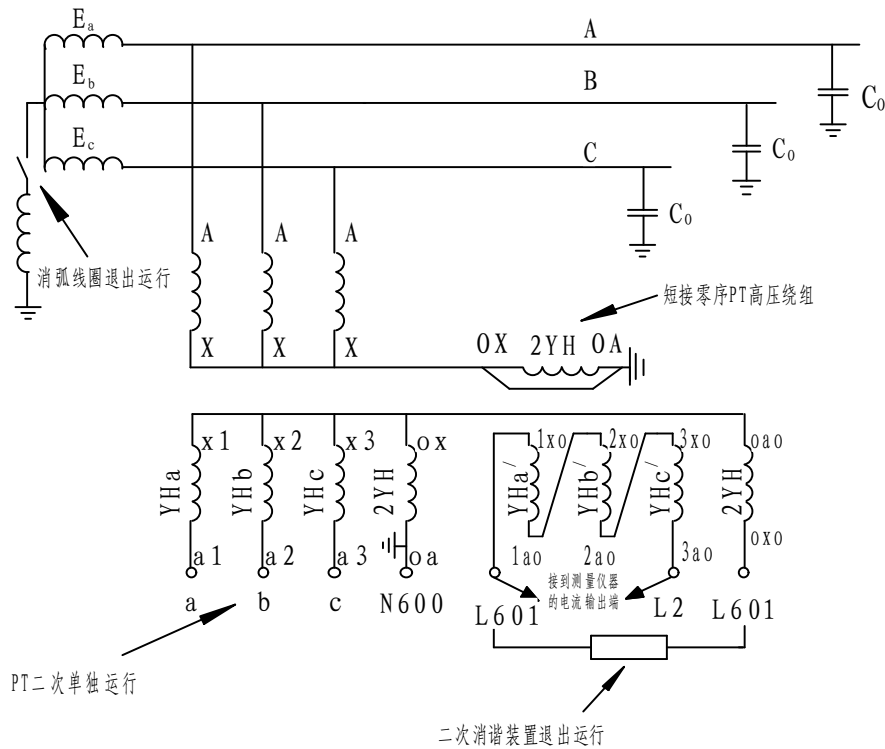 Ea
A
Eb
B
C0
Ec
C
C0
C0
A A A
消弧线圈退出运行
短接零序PT高压绕组
X X X
OX 2YH OA
x1 x2 x3 ox
1xo 2xo 3xo oao
YHa YHb YHc 2YH
YHa′ YHb′ YHc′ 2YH
a1 a2 a3 oa
1ao 2ao 3ao oxo
a b c N600
接到测量仪器
的电流输出端
L601 L2 L601
PT二次单独运行
二次消谐装置退出运行